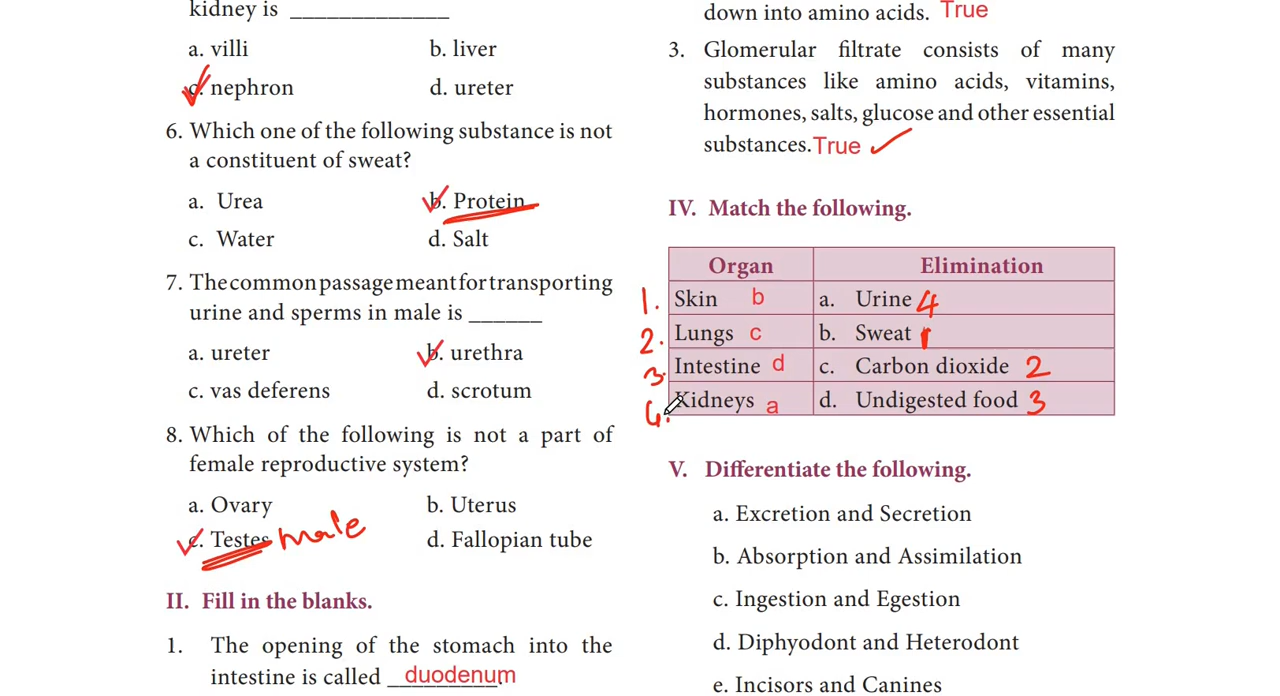 kidney is ______________
a. villi
b. liver
c. nephron
d. ureter
6. Which one of the following substance is not
a constituent of sweat?
a. Urea
b. Protein
c. Water
d. Salt
7. The common passage meant for transporting
urine and sperms in male is ______
a. ureter
b. urethra
c. vas deferens
d. scrotum
8. Which of the following is not a part of
female reproductive system?
a. Ovary
b. Uterus
c. Testes male
d. Fallopian tube
II. Fill in the blanks.
1. The opening of the stomach into the
intestine is called duodenum.
down into amino acids. True
3. Glomerular filtrate consists of many
substances like amino acids, vitamins,
hormones, salts, glucose and other essential
substances. True
IV. Match the following.
Organ Elimination
1. Skin b a. Urine 4
2. Lungs c b. Sweat 1
3. Intestine d c. Carbon dioxide 2
4. Kidneys a d. Undigested food 3
V. Differentiate the following.
a. Excretion and Secretion
b. Absorption and Assimilation
c. Ingestion and Egestion
d. Diphyodont and Heterodont
e. Incisors and Canines